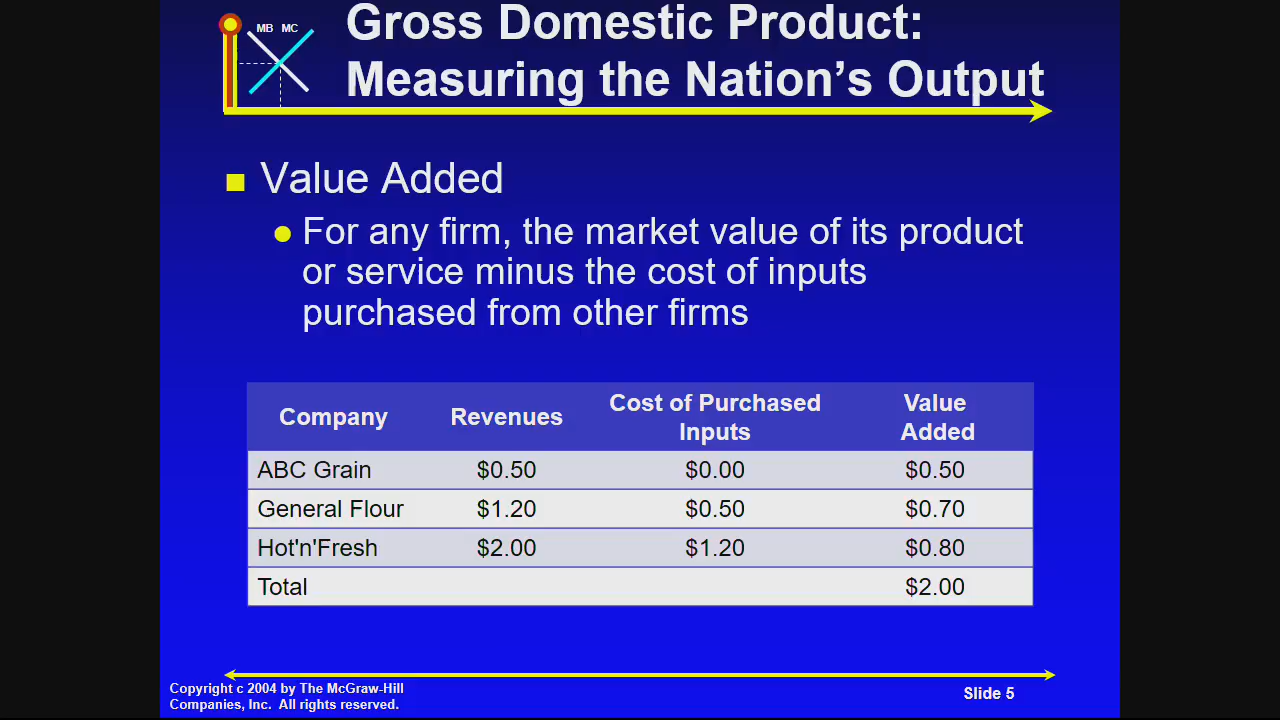 MB MC
Gross Domestic Product:
Measuring the Nation's Output
Value Added
For any firm, the market value of its product
or service minus the cost of inputs
purchased from other firms
Company Revenues Cost of Purchased Inputs Value Added
ABC Grain $0.50 $0.00 $0.50
General Flour $1.20 $0.50 $0.70
Hot'n'Fresh $2.00 $1.20 $0.80
Total $2.00
Copyright c 2004 by The McGraw-Hill
Companies, Inc. All rights reserved.
Slide 5